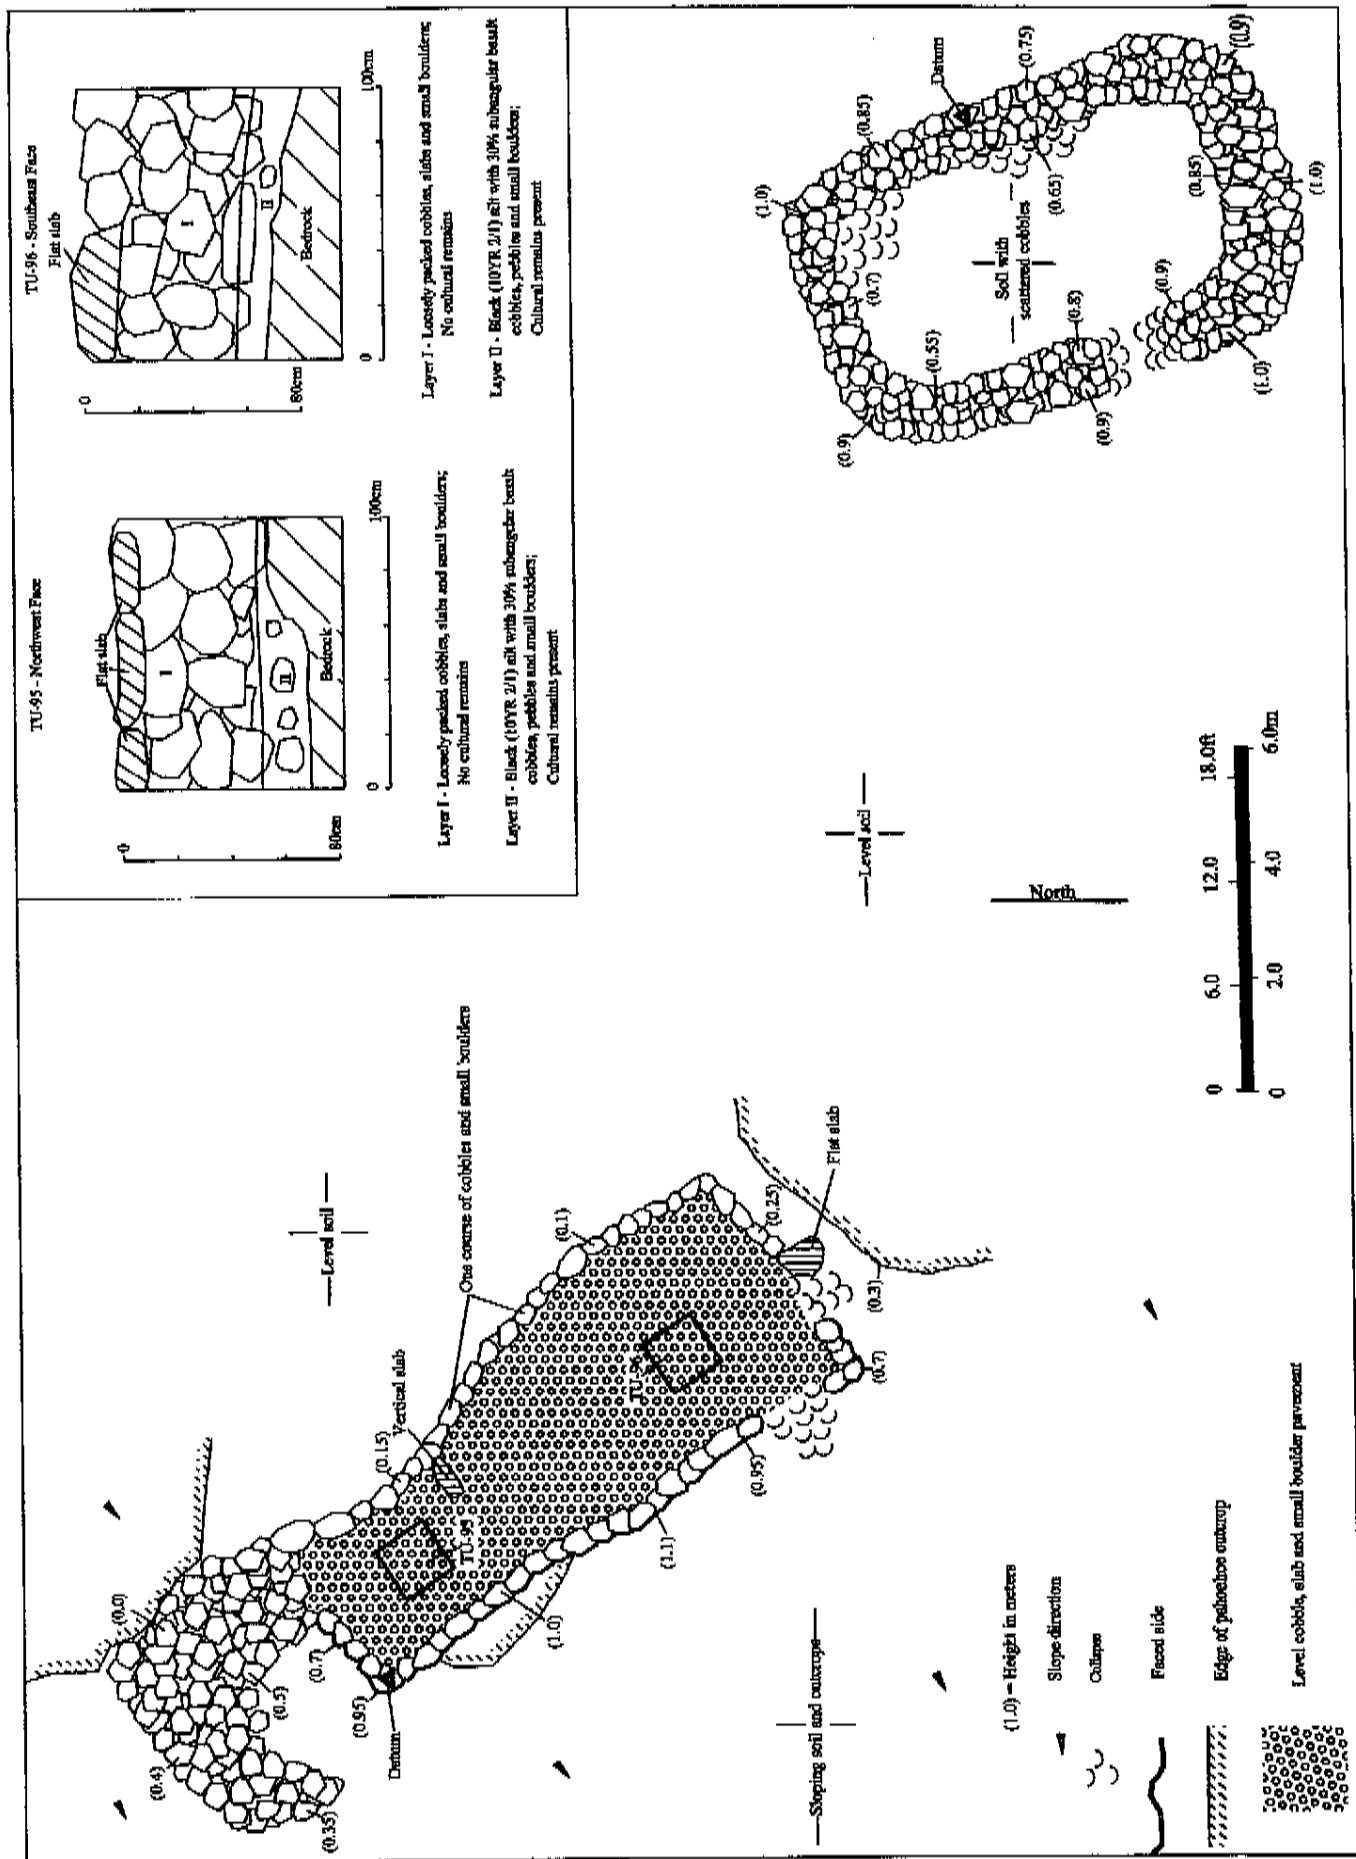 TU-95 - Northwest Face
Flat slab
I
II
Bedrock
0
80cm
0
100cm
Layer I - Loosely packed cobbles, slabs and small boulders;
No cultural remains
Layer II - Black (10YR 2/1) silt with 30% subangular basalt
cobbles, pebbles and small boulders;
Cultural remains present
TU-96 - Southeast Face
Flat slab
I
II
Bedrock
0
80cm
0
100cm
Layer I - Loosely packed cobbles, slabs and small boulders;
No cultural remains
Layer II - Black (10YR 2/1) silt with 30% subangular basalt
cobbles, pebbles and small boulders;
Cultural remains present
(0.0)
(0.4)
(0.5)
(0.35)
(0.7)
(0.95)
Datum
TU-95
(0.15)
Vertical slab
One course of cobbles and small boulders
Level soil
(0.1)
TU-96
(0.25)
Flat slab
(0.3)
(0.7)
(0.95)
(1.1)
(1.0)
Sloping soil and outcrops
Level soil
North
(1.0)
(0.85)
Datum
(0.75)
(0.9)
(0.7)
(0.65)
(0.85)
(1.0)
Soil with
scattered cobbles
(0.55)
(0.8)
(0.9)
(0.9)
(0.9)
(1.0)
(1.0) = Height in meters
Slope direction
Collapse
Faced side
Edge of pahoehoe outcrop
Level cobble, slab and small boulder pavement
0 6.0 12.0 18.0ft
0 2.0 4.0 6.0m